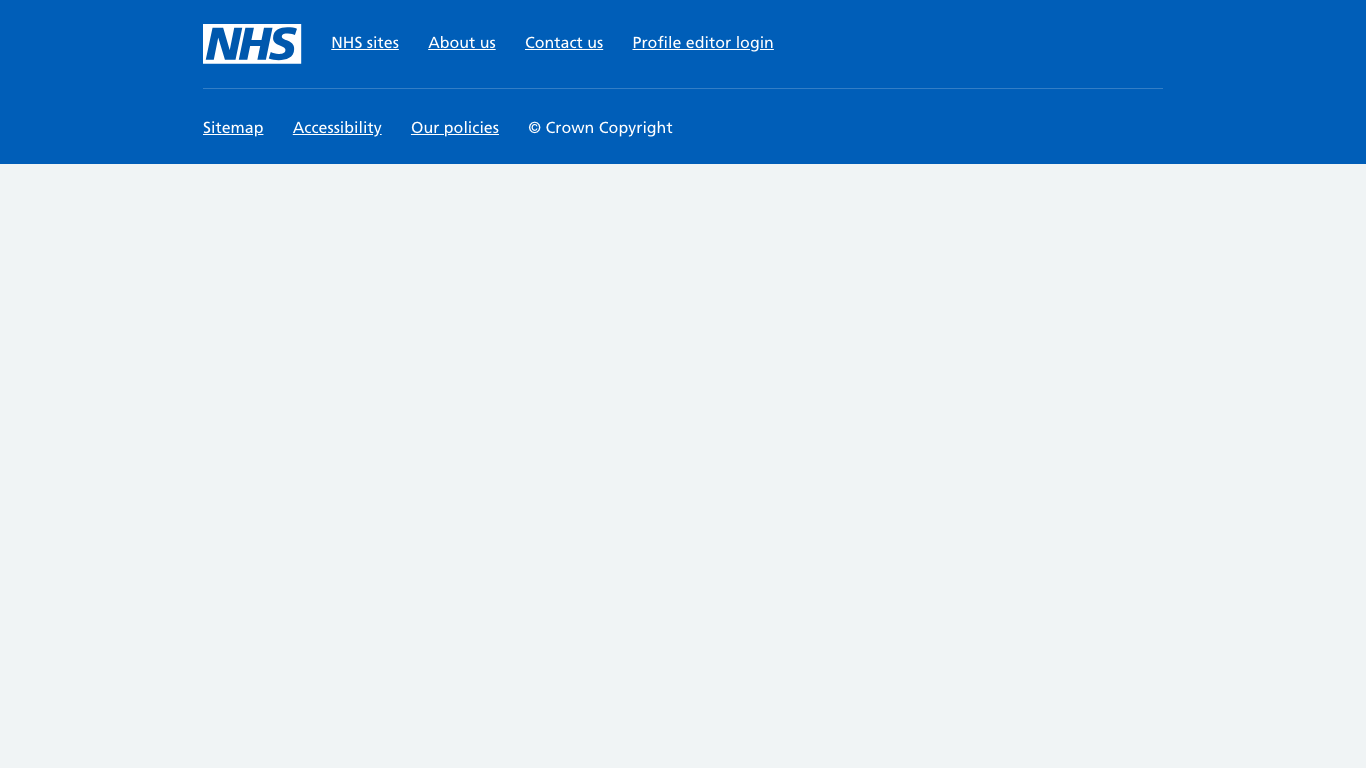 NHS NHS sites About us Contact us Profile editor login
Sitemap Accessibility Our policies © Crown Copyright